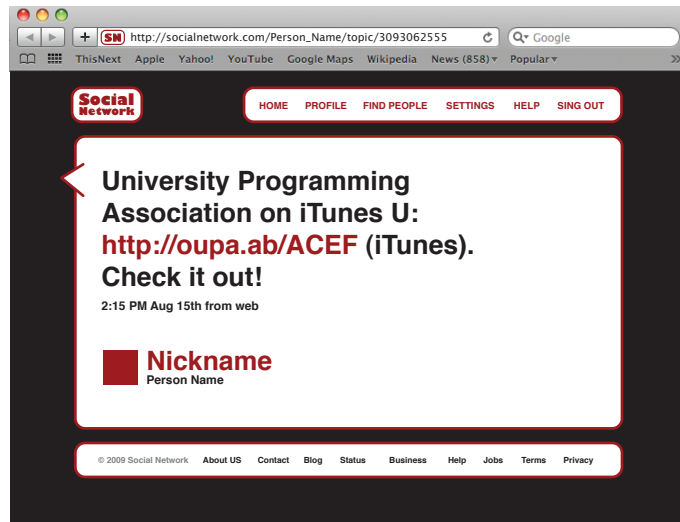 SN http://socialnetwork.com/Person_Name/topic/3093062555 Google
ThisNext Apple Yahoo! YouTube Google Maps Wikipedia News (858) Popular
Social
Network
HOME PROFILE FIND PEOPLE SETTINGS HELP SING OUT
University Programming
Association on iTunes U:
http://oupa.ab/ACEF (iTunes).
Check it out!
2:15 PM Aug 15th from web
Nickname
Person Name
© 2009 Social Network About US Contact Blog Status Business Help Jobs Terms Privacy